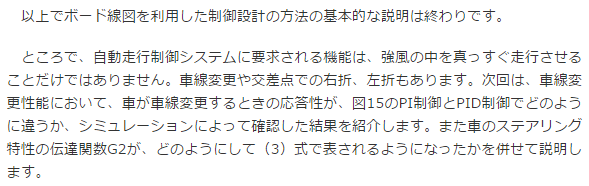 以上でボード線図を利用した制御設計の方法の基本的な説明は終わりです。
ところで、自動走行制御システムに要求される機能は、強風の中を真っすぐ走行させる
ことだけではありません。車線変更や交差点での右折、左折もあります。次回は、車線変
更性能において、車が車線変更するときの応答性が、図15のPI制御とPID制御でどのよう
に違うか、シミュレーションによって確認した結果を紹介します。また車のステアリング
特性の伝達関数G2が、どのようにして（3）式で表されるようになったかを併せて説明し
ます。